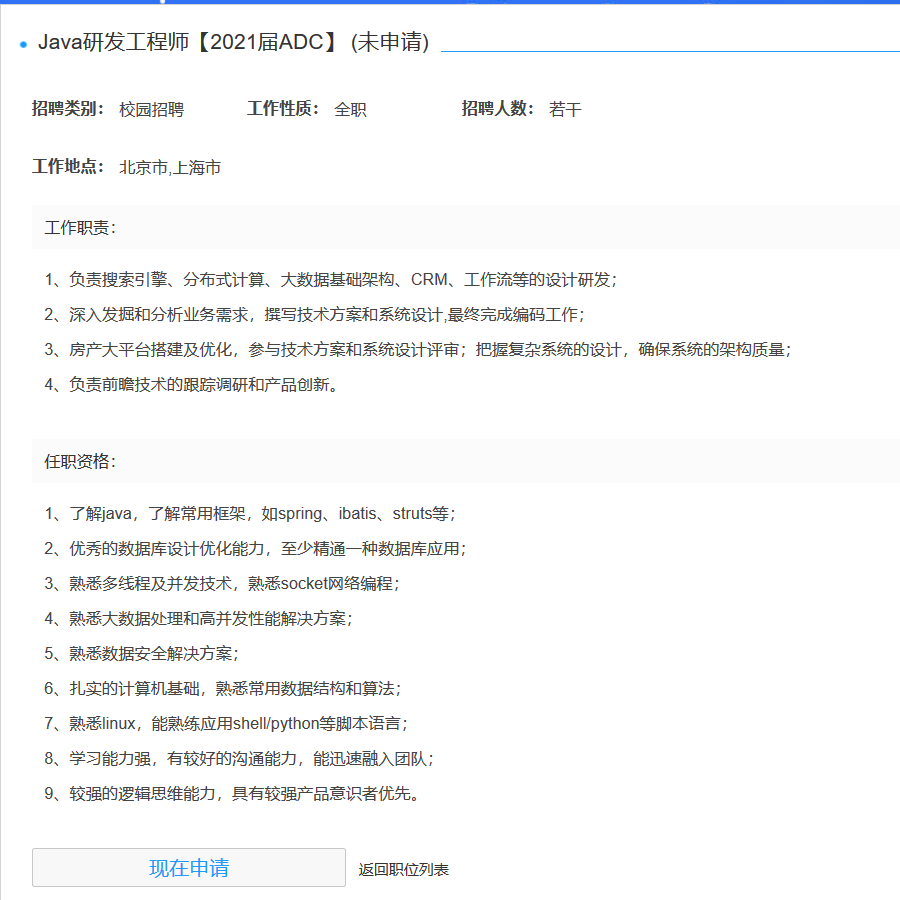 Java研发工程师【2021届ADC】 (未申请)
招聘类别： 校园招聘 工作性质： 全职 招聘人数： 若干
工作地点： 北京市,上海市
工作职责：
1、负责搜索引擎、分布式计算、大数据基础架构、CRM、工作流等的设计研发；
2、深入发掘和分析业务需求，撰写技术方案和系统设计,最终完成编码工作；
3、房产大平台搭建及优化，参与技术方案和系统设计评审；把握复杂系统的设计，确保系统的架构质量；
4、负责前瞻技术的跟踪调研和产品创新。
任职资格：
1、了解java，了解常用框架，如spring、ibatis、struts等；
2、优秀的数据库设计优化能力，至少精通一种数据库应用；
3、熟悉多线程及并发技术，熟悉socket网络编程；
4、熟悉大数据处理和高并发性能解决方案；
5、熟悉数据安全解决方案；
6、扎实的计算机基础，熟悉常用数据结构和算法；
7、熟悉linux，能熟练应用shell/python等脚本语言；
8、学习能力强，有较好的沟通能力，能迅速融入团队；
9、较强的逻辑思维能力，具有较强产品意识者优先。
现在申请 返回职位列表